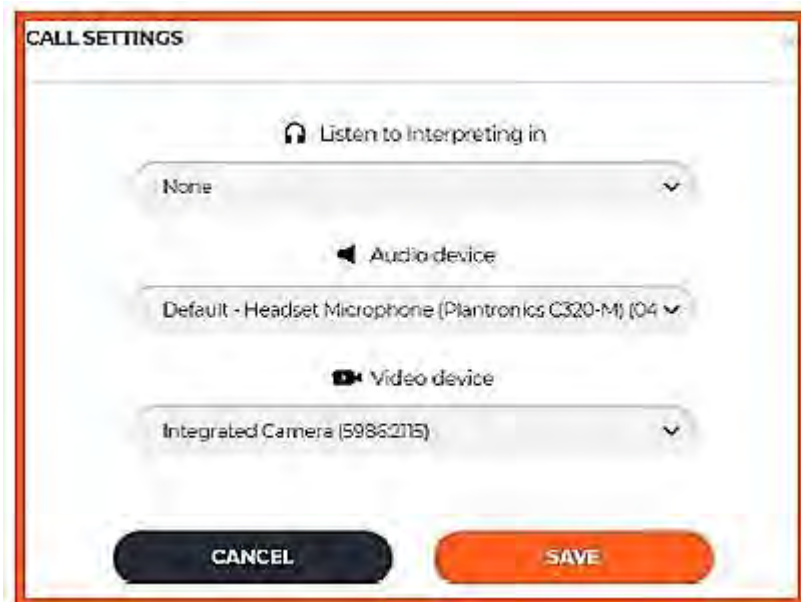 CALL SETTINGS
Listen to Interpreting in
None
Audio device
Default - Headset Microphone (Plantronics C320-M) (04
Video device
Integrated Camera (5986:2115)
CANCEL
SAVE